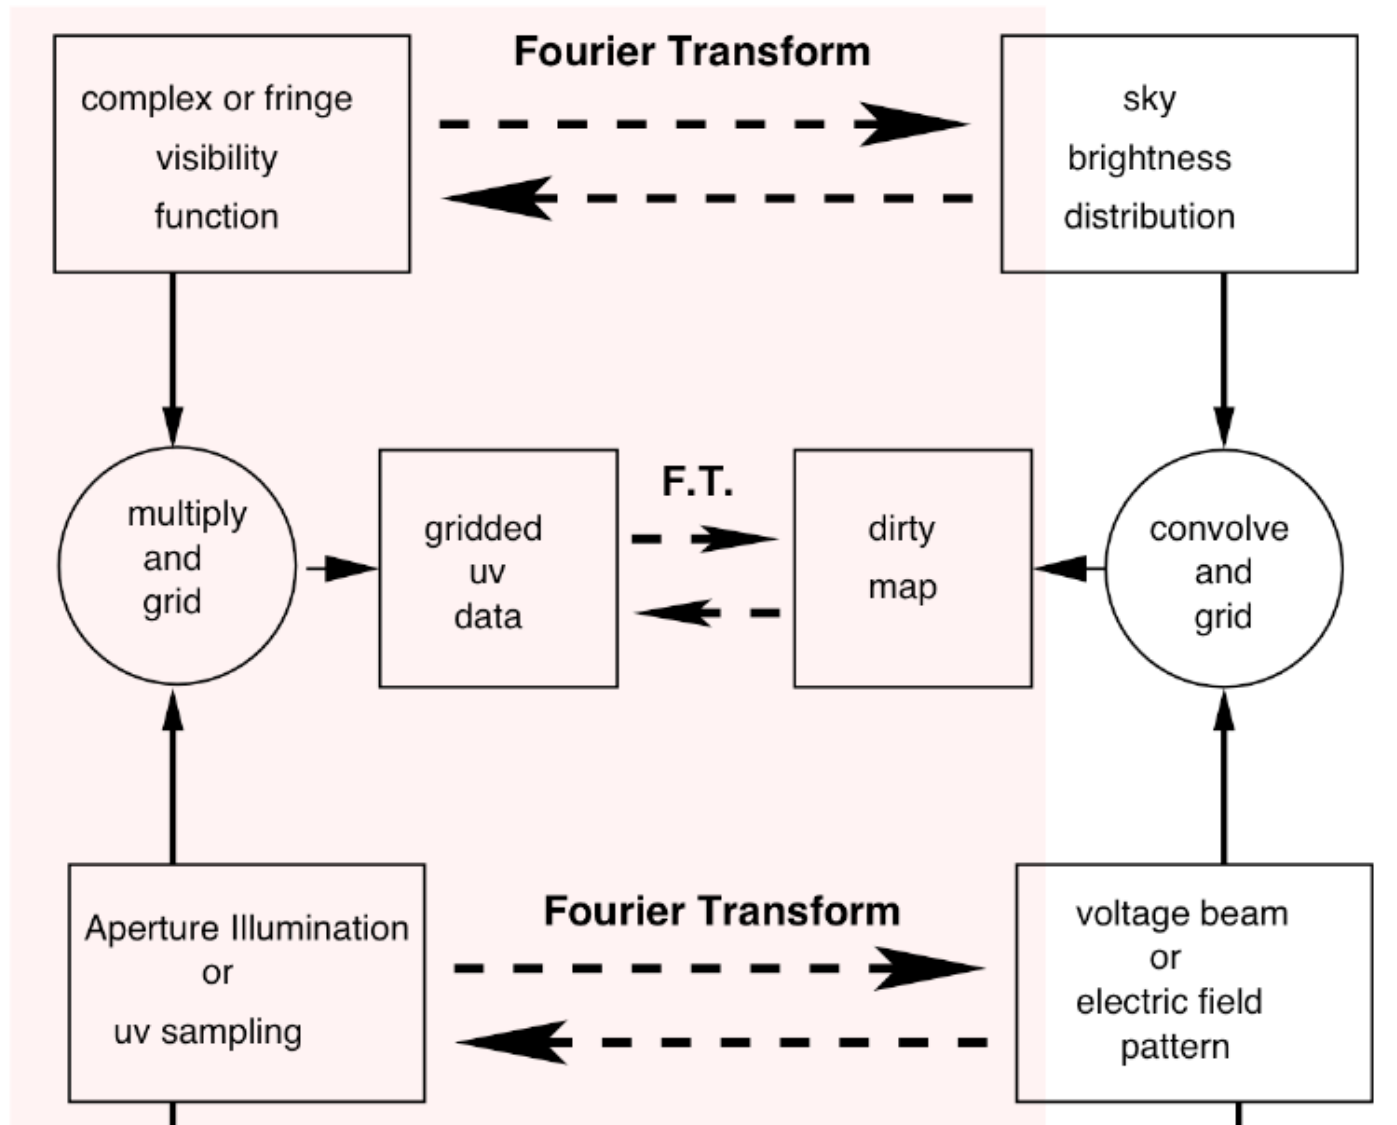 Fourier Transform
complex or fringe
visibility
function
sky
brightness
distribution
multiply
and
grid
gridded
uv
data
F.T.
dirty
map
convolve
and
grid
Aperture Illumination
or
uv sampling
Fourier Transform
voltage beam
or
electric field
pattern